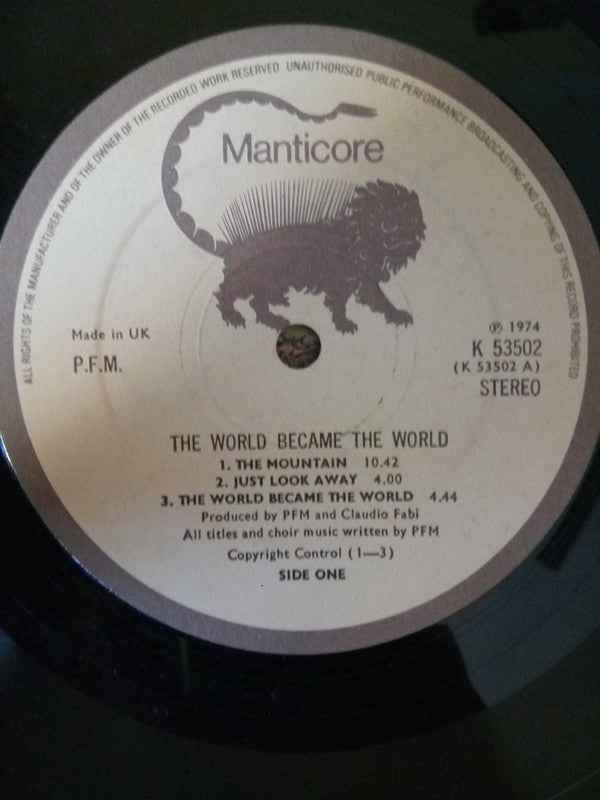 ALL RIGHTS OF THE MANUFACTURER AND OF THE OWNER OF THE RECORDED WORK RESERVED UNAUTHORISED PUBLIC PERFORMANCE BROADCASTING AND COPYING OF THIS RECORD PROHIBITED
Manticore
Made in UK
P.F.M.
℗ 1974
K 53502
(K 53502 A)
STEREO
THE WORLD BECAME THE WORLD
1. THE MOUNTAIN 10.42
2. JUST LOOK AWAY 4.00
3. THE WORLD BECAME THE WORLD 4.44
Produced by PFM and Claudio Fabi
All titles and choir music written by PFM
Copyright Control (1—3)
SIDE ONE